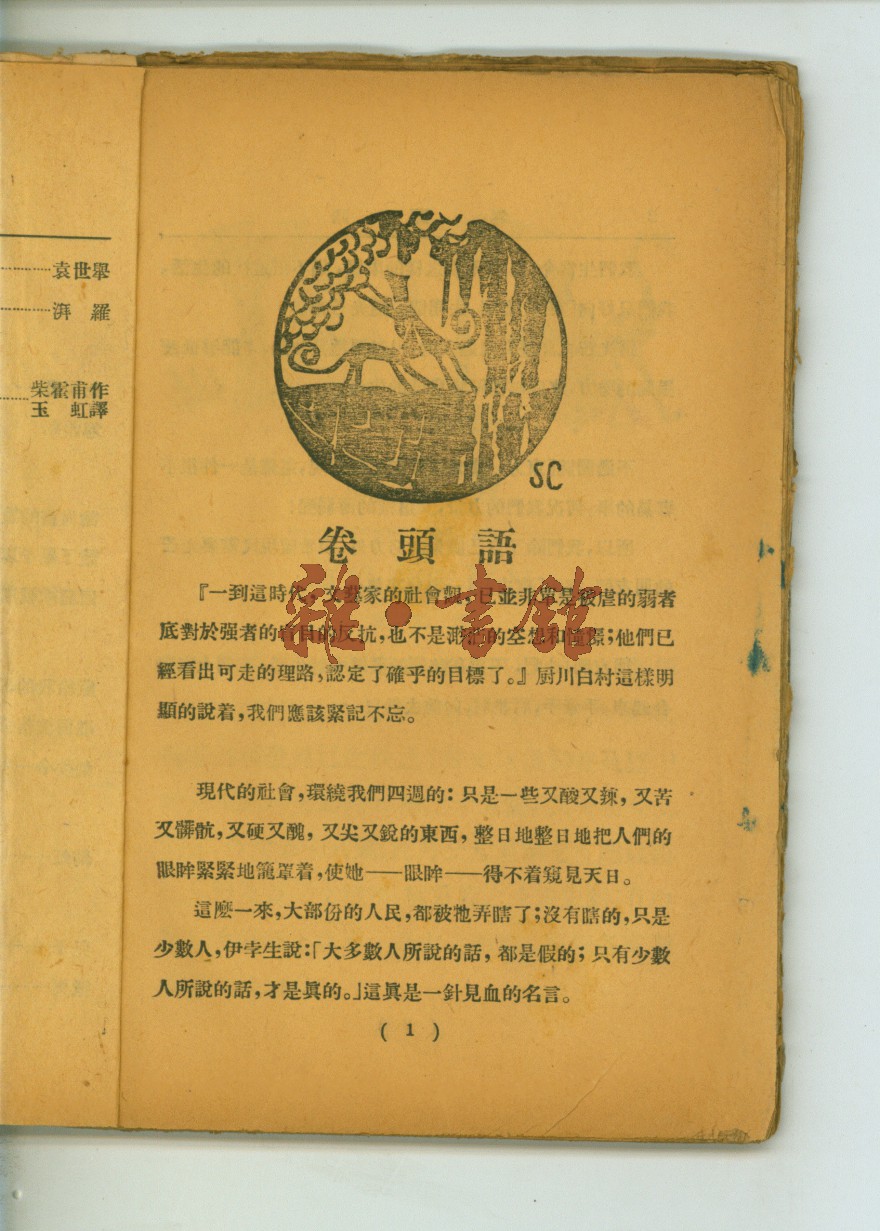 袁世舉
湃羅
柴霍甫作
玉虹譯
SC
卷頭語
『一到這時代，文藝家的社會觀，已並非單是被虐的弱者
底對於强者的盲目的反抗，也不是渺茫的空想和憧憬；他們已
經看出可走的理路，認定了確乎的目標了。』厨川白村這樣明
顯的說着，我們應該緊記不忘。
現代的社會，環繞我們四週的：只是一些又酸又辣，又苦
又髒骯，又硬又醜，又尖又銳的東西，整日地整日地把人們的
眼眸緊緊地籠罩着，使她——眼眸——得不着窺見天日。
這麼一來，大部份的人民，都被牠弄瞎了；沒有瞎的，只是
少數人，伊孛生說：「大多數人所說的話，都是假的；只有少數
人所說的話，才是眞的。」這眞是一針見血的名言。
( 1 )
雜·書館